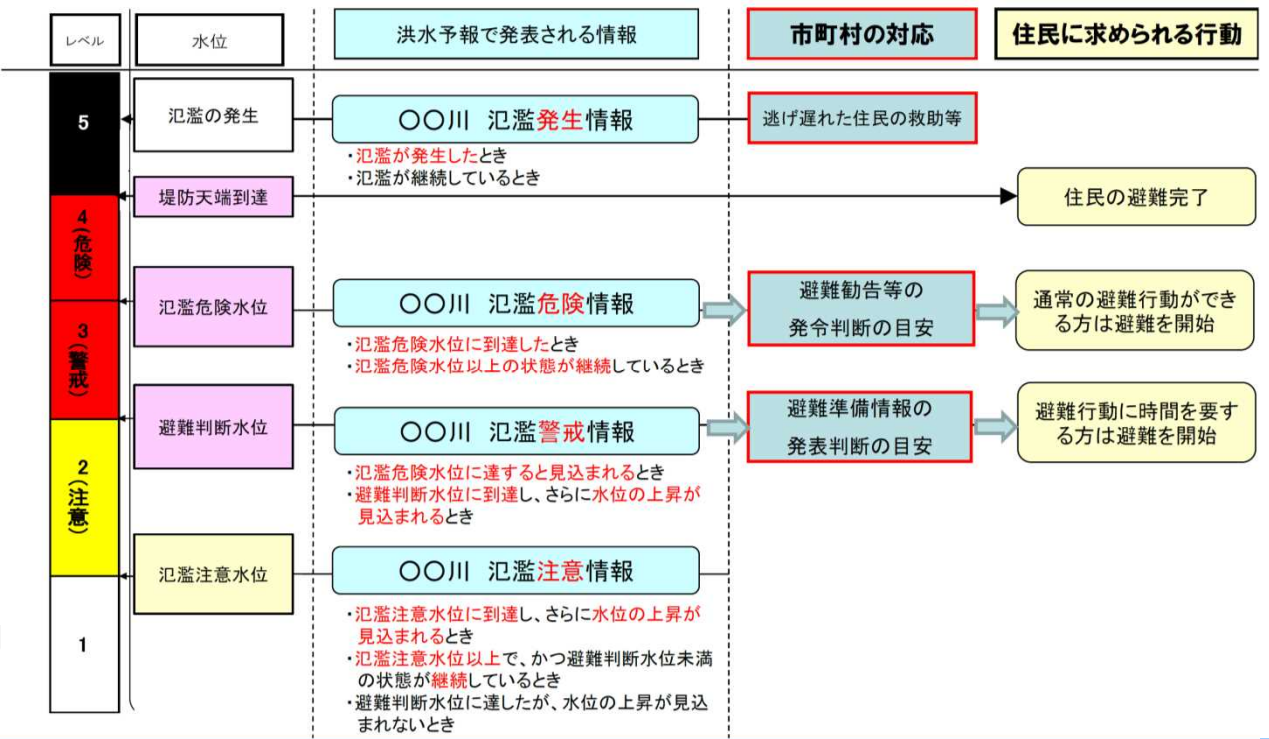 レベル
水位
洪水予報で発表される情報
市町村の対応
住民に求められる行動
5
氾濫の発生
〇〇川 氾濫発生情報
逃げ遅れた住民の救助等
・氾濫が発生したとき
・氾濫が継続しているとき
堤防天端到達
住民の避難完了
4(危険)
氾濫危険水位
〇〇川 氾濫危険情報
避難勧告等の
発令判断の目安
通常の避難行動ができ
る方は避難を開始
・氾濫危険水位に到達したとき
・氾濫危険水位以上の状態が継続しているとき
3(警戒)
避難判断水位
〇〇川 氾濫警戒情報
避難準備情報の
発表判断の目安
避難行動に時間を要す
る方は避難を開始
・氾濫危険水位に達すると見込まれるとき
・避難判断水位に到達し、さらに水位の上昇が
見込まれるとき
2(注意)
氾濫注意水位
〇〇川 氾濫注意情報
・氾濫注意水位に到達し、さらに水位の上昇が
見込まれるとき
・氾濫注意水位以上で、かつ避難判断水位未満
の状態が継続しているとき
・避難判断水位に達したが、水位の上昇が見込
まれないとき
1